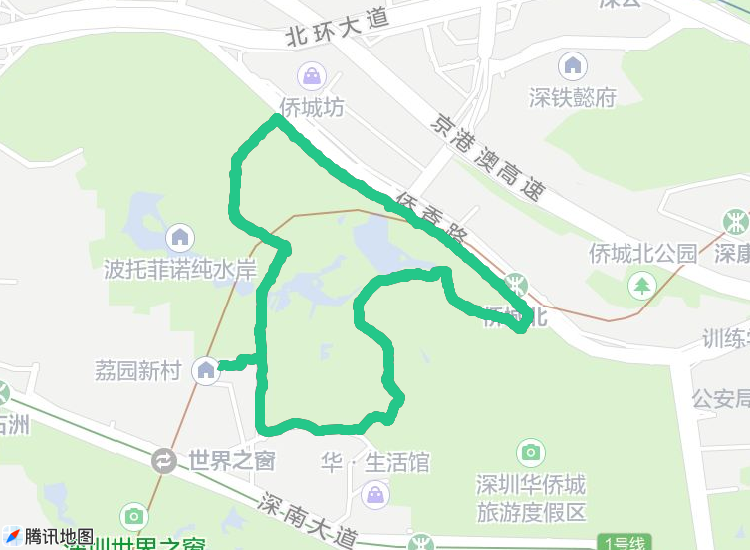 北环大道
侨城坊
深铁懿府
京港澳高速
侨香路
波托菲诺纯水岸
侨城北公园
深康
侨城北
荔园新村
训练学
公安局
石洲
世界之窗
华·生活馆
深圳华侨城
旅游度假区
深南大道
腾讯地图
深圳世界之窗
1号线